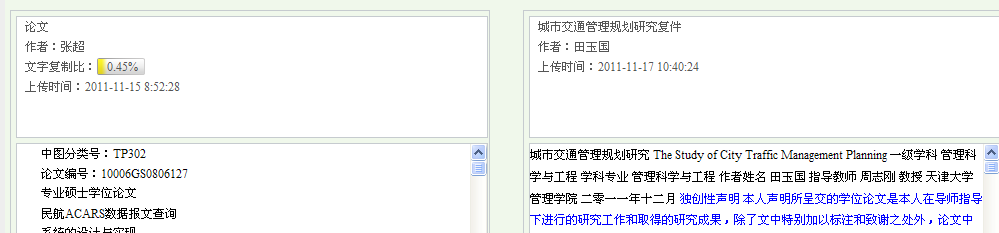 论文
作者：张超
文字复制比：0.45%
上传时间：2011-11-15 8:52:28
中图分类号：TP302
论文编号：10006GS0806127
专业硕士学位论文
民航ACARS数据报文查询
系统的设计与实现
城市交通管理规划研究复件
作者：田玉国
上传时间：2011-11-17 10:40:24
城市交通管理规划研究 The Study of City Traffic Management Planning 一级学科 管理科
学与工程 学科专业 管理科学与工程 作者姓名 田玉国 指导教师 周志刚 教授 天津大学
管理学院 二零一一年十二月 独创性声明 本人声明所呈交的学位论文是本人在导师指导
下进行的研究工作和取得的研究成果，除了文中特别加以标注和致谢之处外，论文中